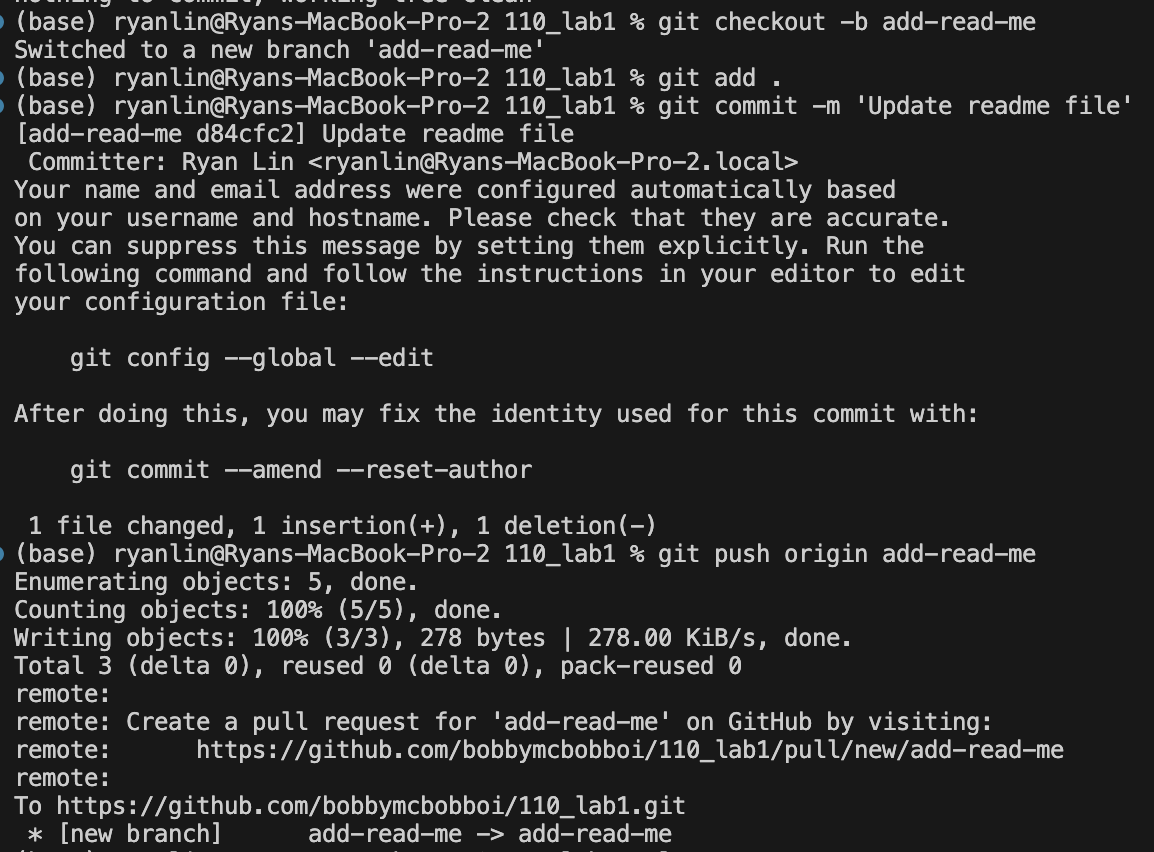 nothing to commit, working tree clean
(base) ryanlin@Ryans-MacBook-Pro-2 110_lab1 % git checkout -b add-read-me
Switched to a new branch 'add-read-me'
(base) ryanlin@Ryans-MacBook-Pro-2 110_lab1 % git add .
(base) ryanlin@Ryans-MacBook-Pro-2 110_lab1 % git commit -m 'Update readme file'
[add-read-me d84cfc2] Update readme file
 Committer: Ryan Lin <ryanlin@Ryans-MacBook-Pro-2.local>
Your name and email address were configured automatically based
on your username and hostname. Please check that they are accurate.
You can suppress this message by setting them explicitly. Run the
following command and follow the instructions in your editor to edit
your configuration file:
    git config --global --edit
After doing this, you may fix the identity used for this commit with:
    git commit --amend --reset-author
 1 file changed, 1 insertion(+), 1 deletion(-)
(base) ryanlin@Ryans-MacBook-Pro-2 110_lab1 % git push origin add-read-me
Enumerating objects: 5, done.
Counting objects: 100% (5/5), done.
Writing objects: 100% (3/3), 278 bytes | 278.00 KiB/s, done.
Total 3 (delta 0), reused 0 (delta 0), pack-reused 0
remote:
remote: Create a pull request for 'add-read-me' on GitHub by visiting:
remote:      https://github.com/bobbymcbobboi/110_lab1/pull/new/add-read-me
remote:
To https://github.com/bobbymcbobboi/110_lab1.git
 * [new branch]      add-read-me -> add-read-me